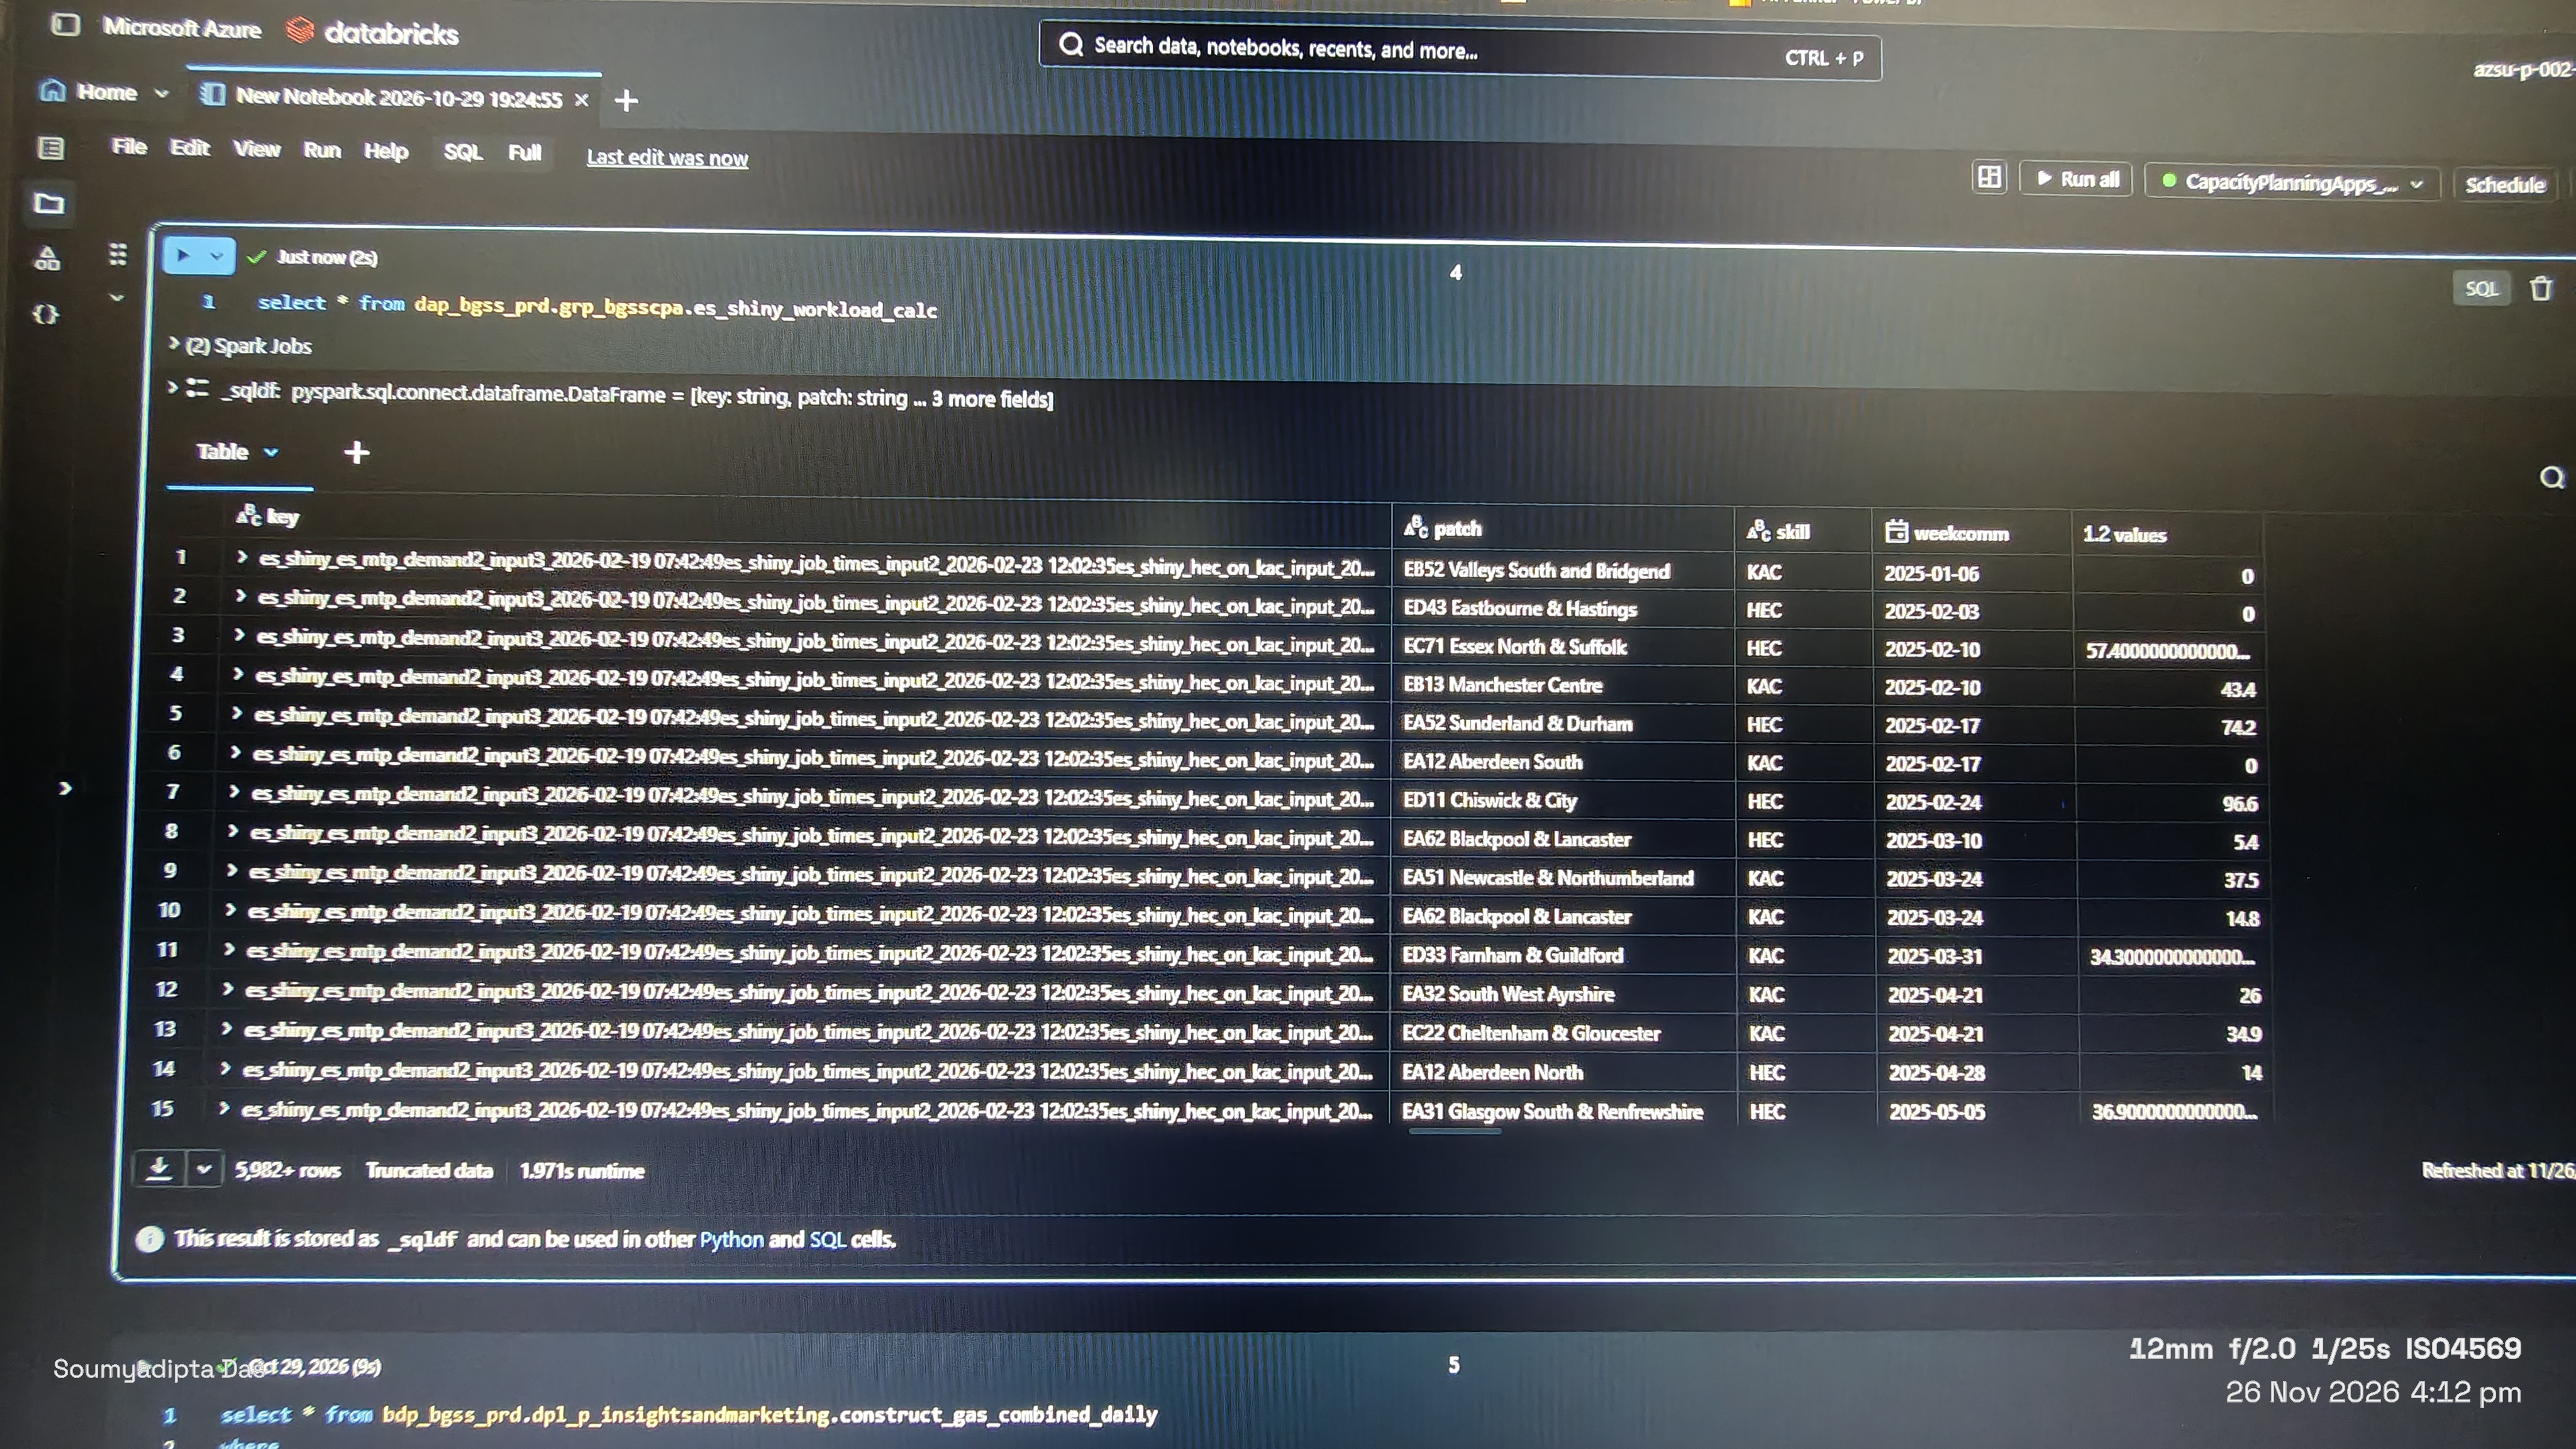 Microsoft Azure databricks
Search data, notebooks, recents, and more... CTRL + P
azsu-p-002-
Home New Notebook 2026-10-29 19:24:55
File Edit View Run Help SQL Full Last edit was now
Run all CapacityPlanningApps_... Schedule
Just now (2s) 4 SQL
1 select * from dap_bgss_prd.grp_bgsscpa.es_shiny_workload_calc
(2) Spark Jobs
_sqldf: pyspark.sql.connect.dataframe.DataFrame = [key: string, patch: string ... 3 more fields]
Table
key patch skill weekcomm 1.2 values
1 es_shiny_es_mtp_demand2_input3_2026-02-19 07:42:49es_shiny_job_times_input2_2026-02-23 12:02:35es_shiny_hec_on_kac_input_20... EB52 Valleys South and Bridgend KAC 2025-01-06 0
2 es_shiny_es_mtp_demand2_input3_2026-02-19 07:42:49es_shiny_job_times_input2_2026-02-23 12:02:35es_shiny_hec_on_kac_input_20... ED43 Eastbourne & Hastings HEC 2025-02-03 0
3 es_shiny_es_mtp_demand2_input3_2026-02-19 07:42:49es_shiny_job_times_input2_2026-02-23 12:02:35es_shiny_hec_on_kac_input_20... EC71 Essex North & Suffolk HEC 2025-02-10 57.4000000000000...
4 es_shiny_es_mtp_demand2_input3_2026-02-19 07:42:49es_shiny_job_times_input2_2026-02-23 12:02:35es_shiny_hec_on_kac_input_20... EB13 Manchester Centre KAC 2025-02-10 43.4
5 es_shiny_es_mtp_demand2_input3_2026-02-19 07:42:49es_shiny_job_times_input2_2026-02-23 12:02:35es_shiny_hec_on_kac_input_20... EA52 Sunderland & Durham HEC 2025-02-17 74.2
6 es_shiny_es_mtp_demand2_input3_2026-02-19 07:42:49es_shiny_job_times_input2_2026-02-23 12:02:35es_shiny_hec_on_kac_input_20... EA12 Aberdeen South KAC 2025-02-17 0
7 es_shiny_es_mtp_demand2_input3_2026-02-19 07:42:49es_shiny_job_times_input2_2026-02-23 12:02:35es_shiny_hec_on_kac_input_20... ED11 Chiswick & City HEC 2025-02-24 96.6
8 es_shiny_es_mtp_demand2_input3_2026-02-19 07:42:49es_shiny_job_times_input2_2026-02-23 12:02:35es_shiny_hec_on_kac_input_20... EA62 Blackpool & Lancaster HEC 2025-03-10 5.4
9 es_shiny_es_mtp_demand2_input3_2026-02-19 07:42:49es_shiny_job_times_input2_2026-02-23 12:02:35es_shiny_hec_on_kac_input_20... EA51 Newcastle & Northumberland KAC 2025-03-24 37.5
10 es_shiny_es_mtp_demand2_input3_2026-02-19 07:42:49es_shiny_job_times_input2_2026-02-23 12:02:35es_shiny_hec_on_kac_input_20... EA62 Blackpool & Lancaster KAC 2025-03-24 14.8
11 es_shiny_es_mtp_demand2_input3_2026-02-19 07:42:49es_shiny_job_times_input2_2026-02-23 12:02:35es_shiny_hec_on_kac_input_20... ED33 Farnham & Guildford KAC 2025-03-31 34.3000000000000...
12 es_shiny_es_mtp_demand2_input3_2026-02-19 07:42:49es_shiny_job_times_input2_2026-02-23 12:02:35es_shiny_hec_on_kac_input_20... EA32 South West Ayrshire KAC 2025-04-21 26
13 es_shiny_es_mtp_demand2_input3_2026-02-19 07:42:49es_shiny_job_times_input2_2026-02-23 12:02:35es_shiny_hec_on_kac_input_20... EC22 Cheltenham & Gloucester KAC 2025-04-21 34.9
14 es_shiny_es_mtp_demand2_input3_2026-02-19 07:42:49es_shiny_job_times_input2_2026-02-23 12:02:35es_shiny_hec_on_kac_input_20... EA12 Aberdeen North HEC 2025-04-28 14
15 es_shiny_es_mtp_demand2_input3_2026-02-19 07:42:49es_shiny_job_times_input2_2026-02-23 12:02:35es_shiny_hec_on_kac_input_20... EA31 Glasgow South & Renfrewshire HEC 2025-05-05 36.9000000000000...
5,982+ rows Truncated data 1.971s runtime Refreshed at 11/26/
This result is stored as _sqldf and can be used in other Python and SQL cells.
Soumyadipta Das Oct 29, 2026 (9s) 5
1 select * from bdp_bgss_prd.dpl_p_insightsandmarketing.construct_gas_combined_daily
2 where
12mm f/2.0 1/25s ISO4569
26 Nov 2026 4:12 pm